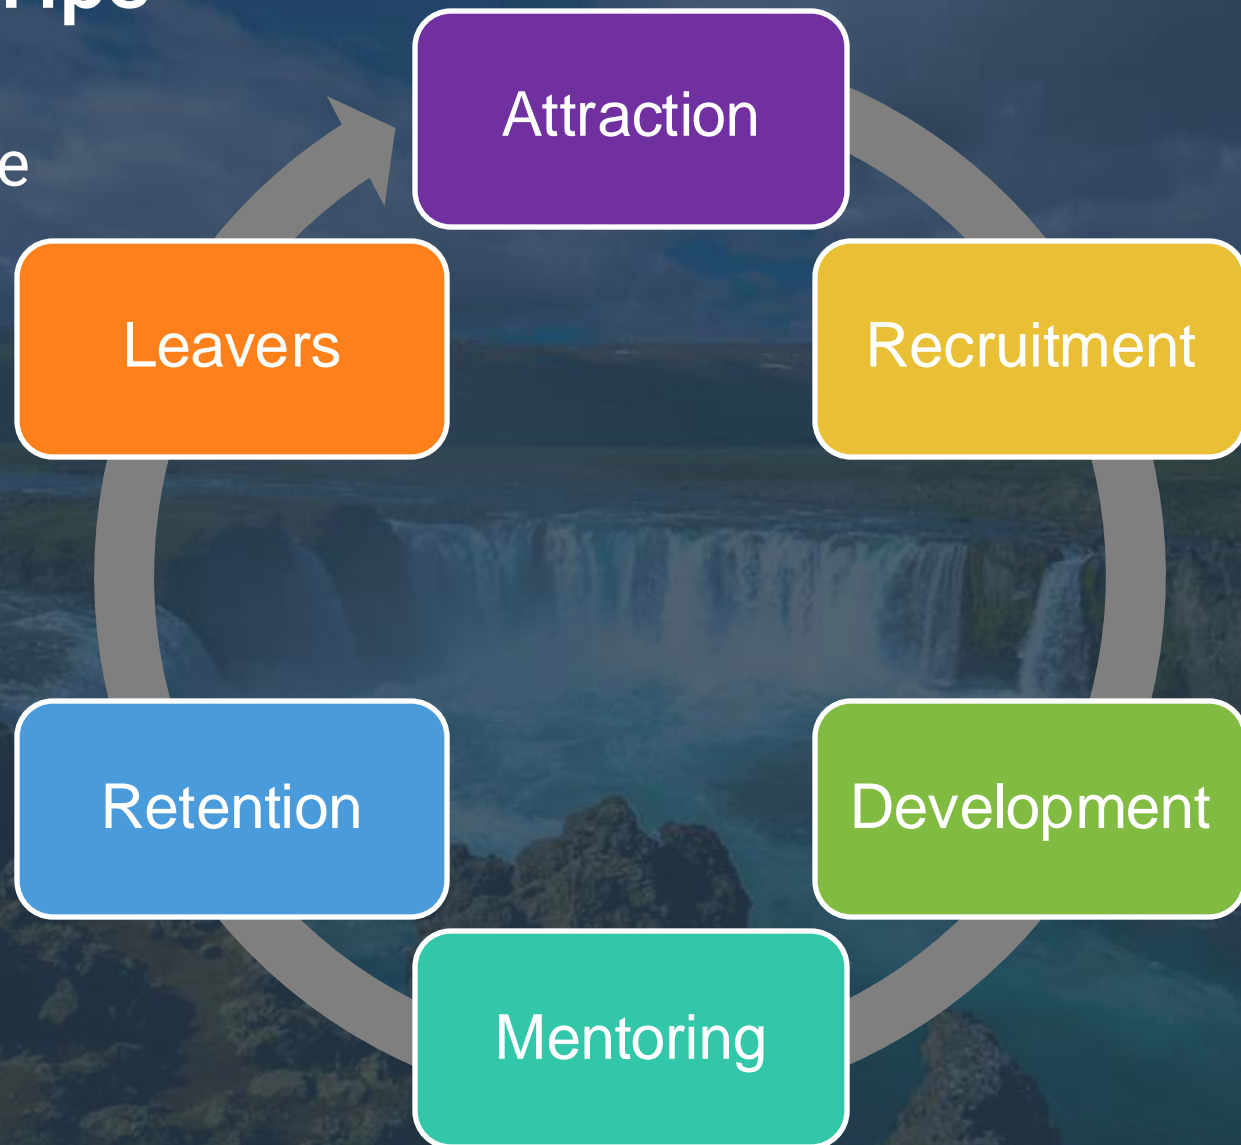 Attraction
Recruitment
Development
Mentoring
Retention
Leavers